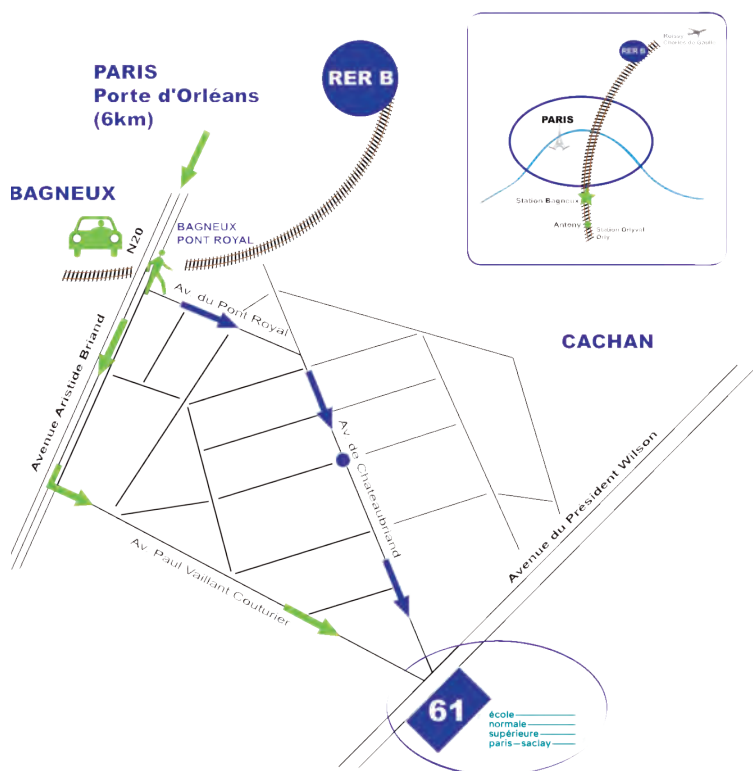 PARIS
Porte d'Orléans
(6km)
RER B
BAGNEUX
N20
BAGNEUX
PONT ROYAL
Av. du Pont Royal
Avenue Aristide Briand
Av. de Chateaubriand
Av. Paul Vaillant Couturier
CACHAN
Avenue du Président Wilson
61
école
normale
supérieure
paris–saclay
RER B
PARIS
Station Bagneux
Antony
Station Orlyval
Orly